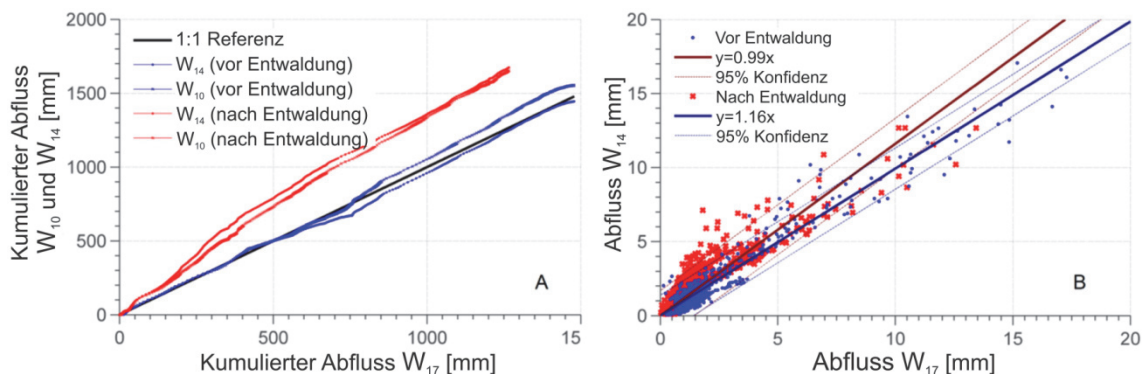 Kumulierter Abfluss
W₁₀ und W₁₄ [mm]
2000
1500
1000
500
0
1:1 Referenz
W₁₄ (vor Entwaldung)
W₁₀ (vor Entwaldung)
W₁₄ (nach Entwaldung)
W₁₀ (nach Entwaldung)
A
0
500
1000
15
Kumulierter Abfluss W₁₇ [mm]
Abfluss W₁₄ [mm]
20
15
10
5
0
Vor Entwaldung
y=0.99x
95% Konfidenz
Nach Entwaldung
y=1.16x
95% Konfidenz
B
0
5
10
15
20
Abfluss W₁₇ [mm]